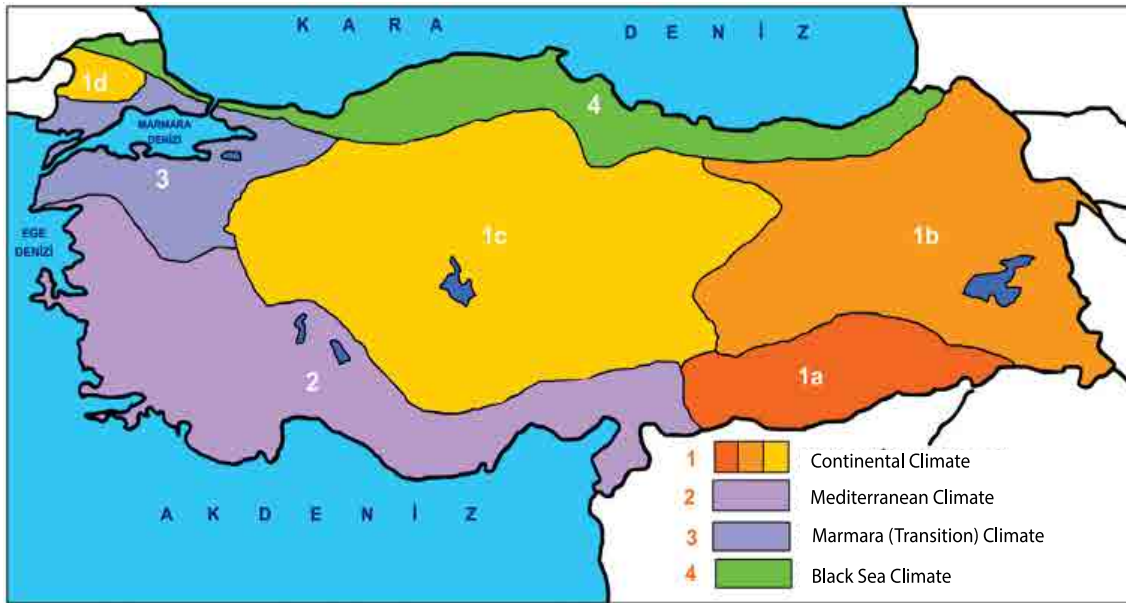 K A R A D E N İ Z
1d
4
MARMARA
DENİZİ
3
EGE
DENİZİ
1c
1b
2
1a
A K D E N İ Z
1 Continental Climate
2 Mediterranean Climate
3 Marmara (Transition) Climate
4 Black Sea Climate